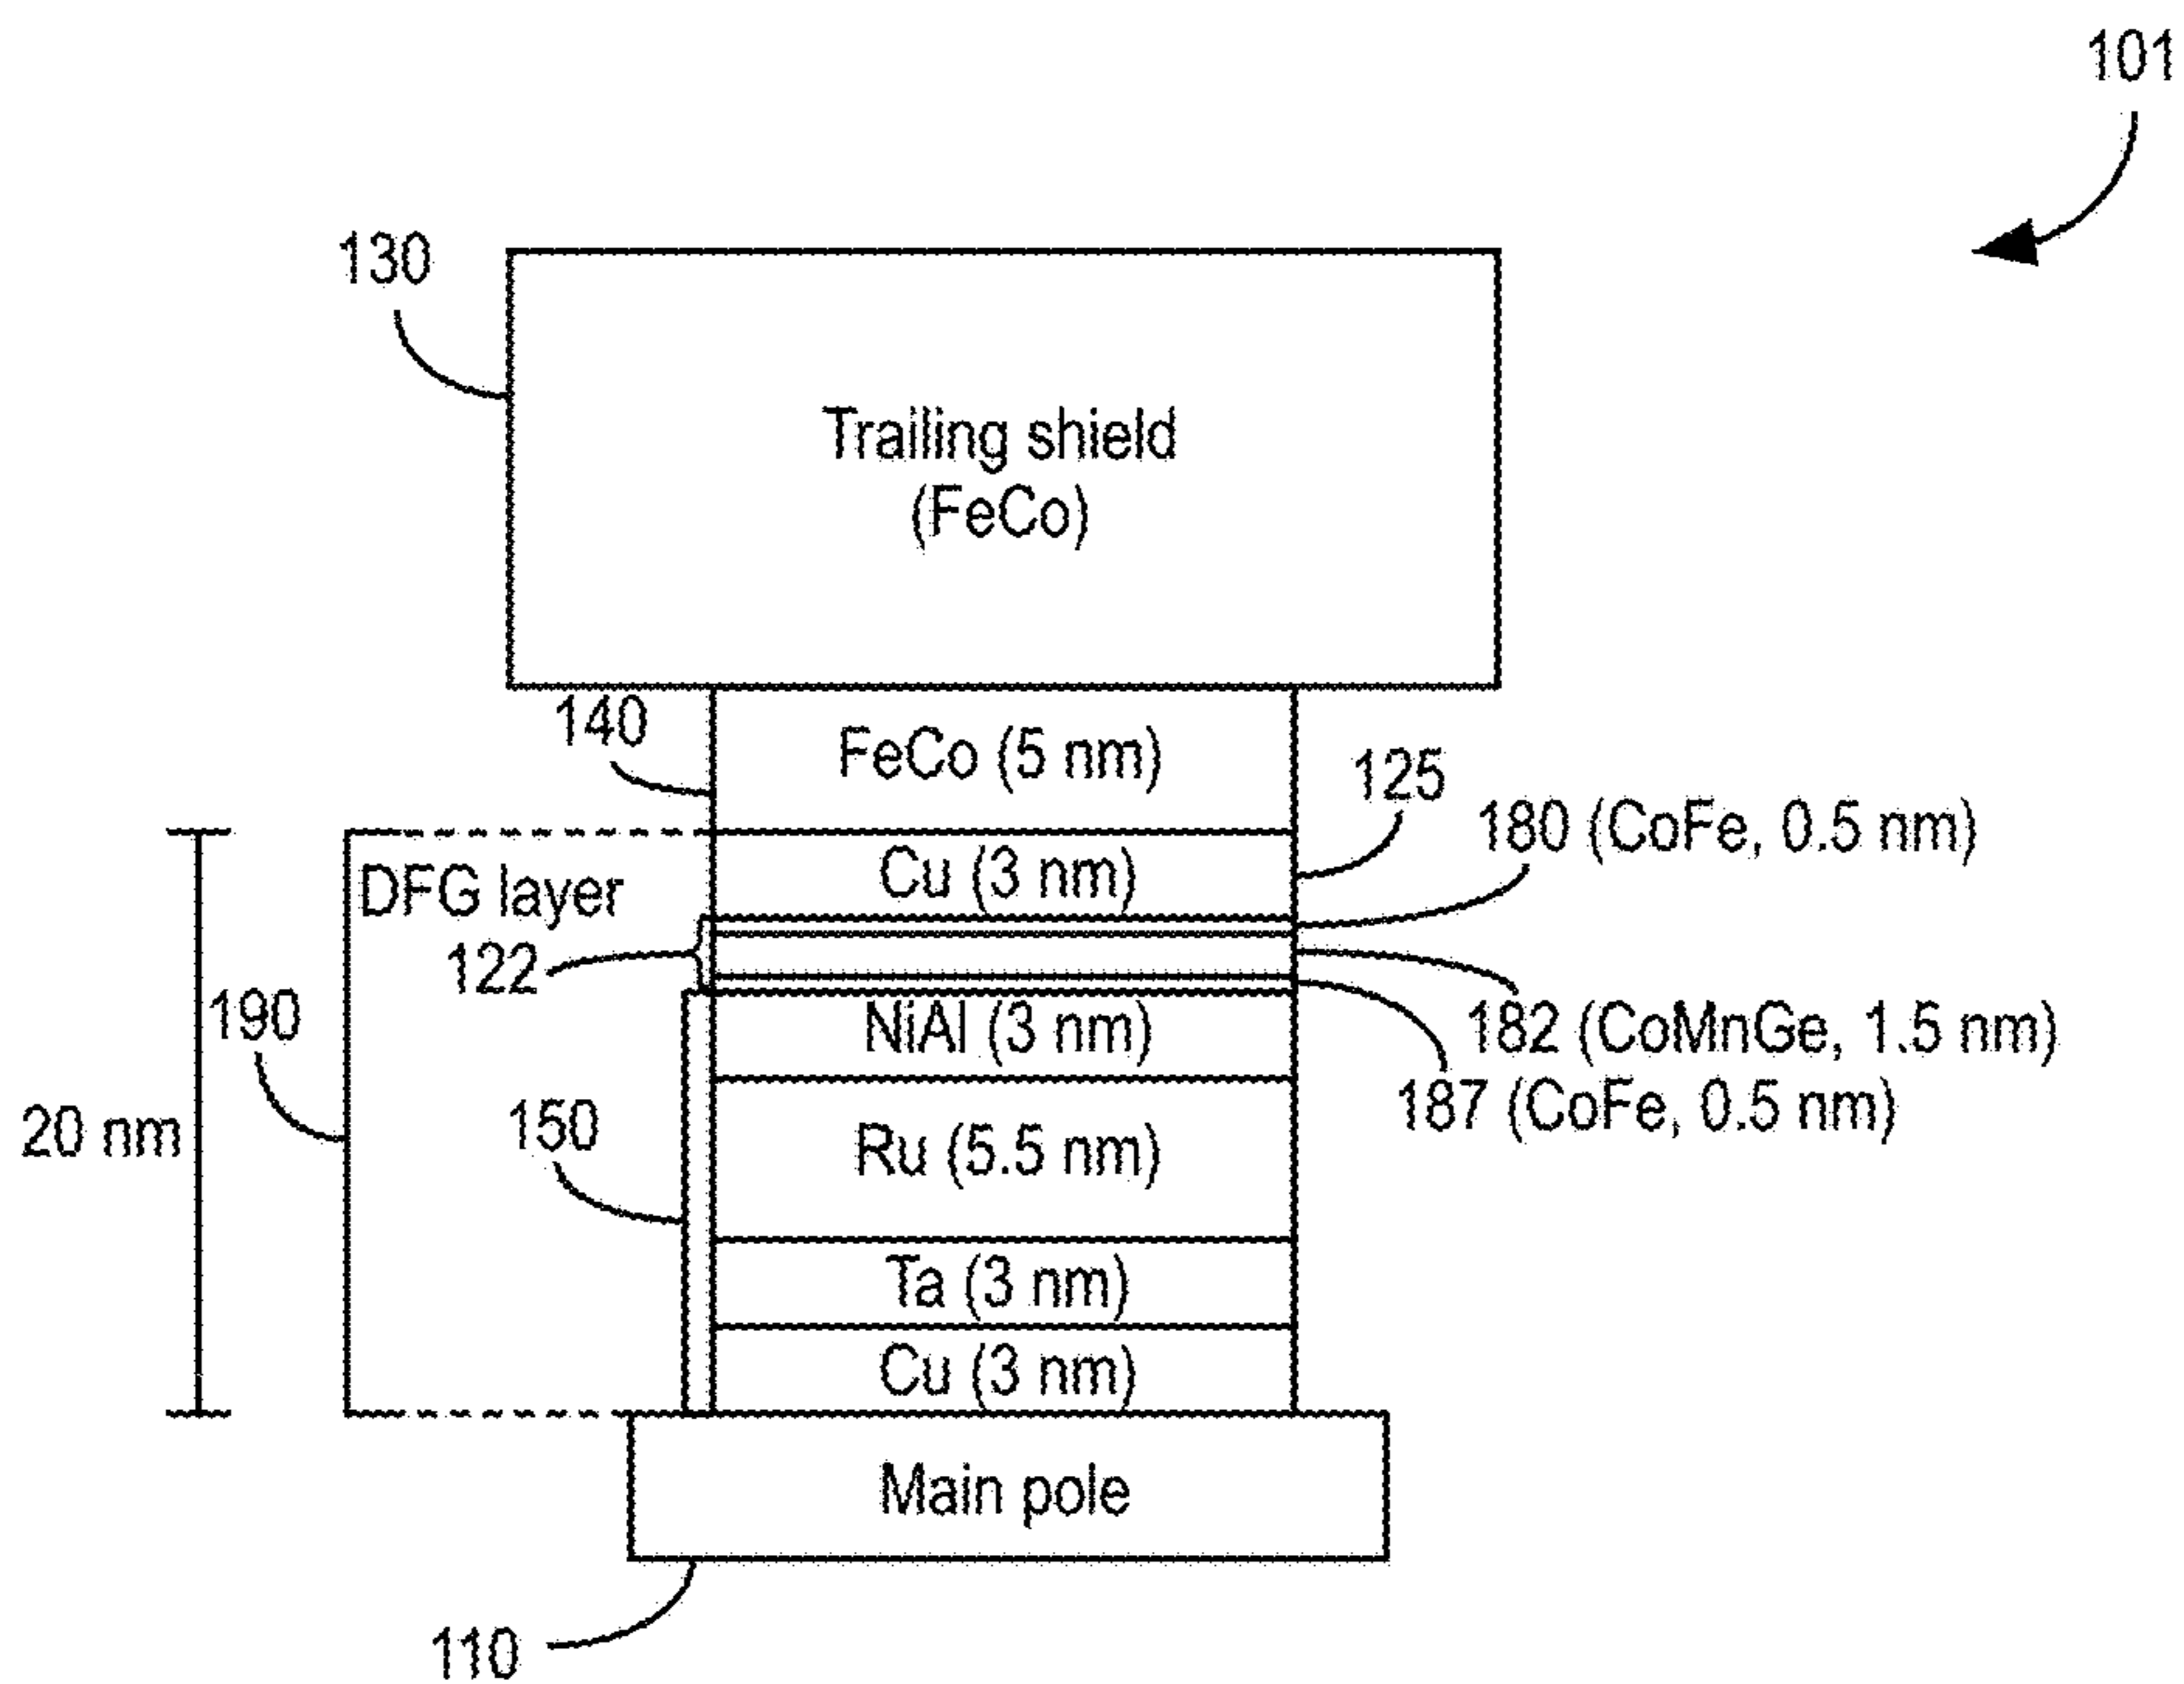 101
130
Trailing shield
(FeCo)
140
FeCo (5 nm)
125
180 (CoFe, 0.5 nm)
Cu (3 nm)
DFG layer
122
190
NiAl (3 nm)
182 (CoMnGe, 1.5 nm)
187 (CoFe, 0.5 nm)
20 nm
150
Ru (5.5 nm)
Ta (3 nm)
Cu (3 nm)
Main pole
110